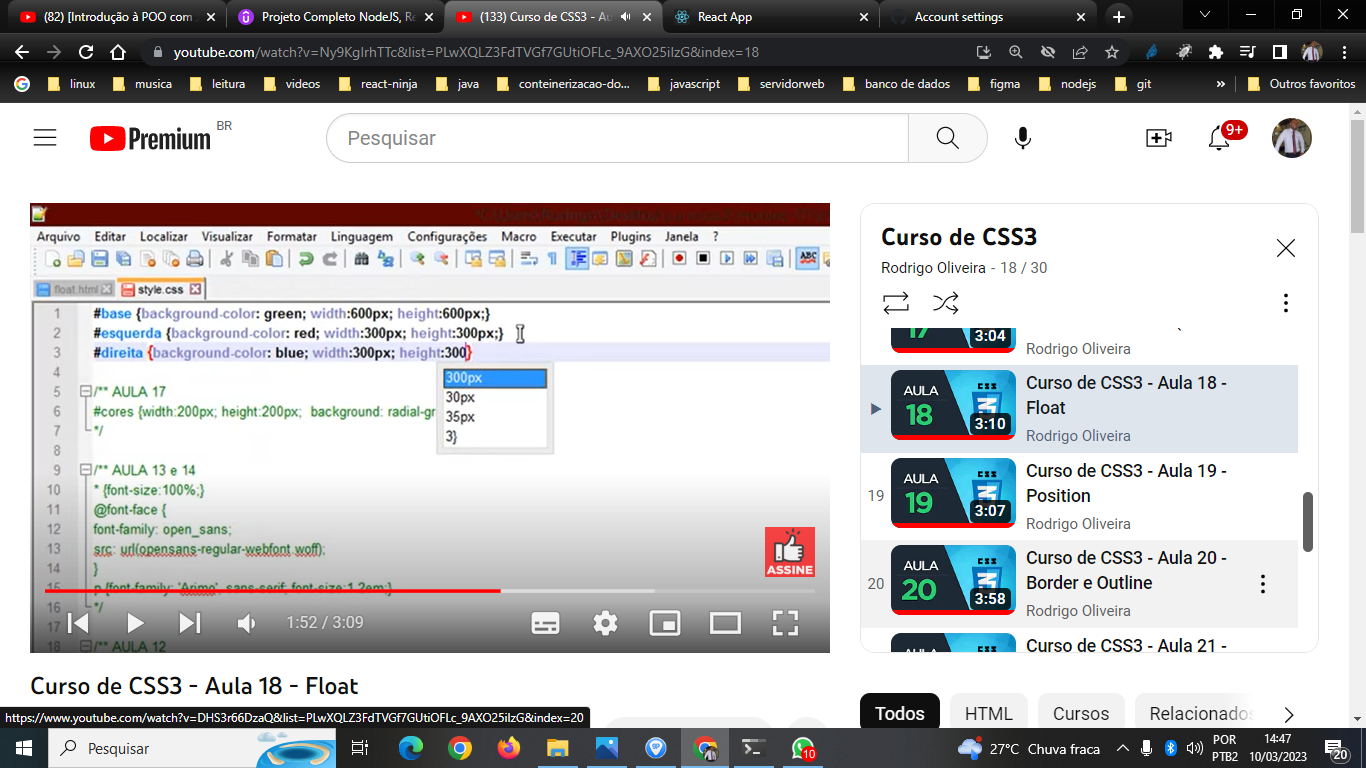 (82) [Introdução à POO com
Projeto Completo NodeJS, Re
(133) Curso de CSS3 - Au
React App
Account settings
youtube.com/watch?v=Ny9KgIrhTTc&list=PLwXQLZ3FdTVGf7GUtiOFLc_9AXO25iIzG&index=18
linux
musica
leitura
videos
react-ninja
java
conteinerizacao-do...
javascript
servidorweb
banco de dados
figma
nodejs
git
»
Outros favoritos
Premium BR
Pesquisar
9+
Arquivo Editar Localizar Visualizar Formatar Linguagem Configurações Macro Executar Plugins Janela ?
float.html
style.css
1 #base {background-color: green; width:600px; height:600px;}
2 #esquerda {background-color: red; width:300px; height:300px;}
3 #direita {background-color: blue; width:300px; height:300}
4
300px
30px
35px
3}
5 /** AULA 17
6 #cores {width:200px; height:200px; background: radial-gr
7 */
8
9 /** AULA 13 e 14
10 * {font-size:100%;}
11 @font-face {
12 font-family: open_sans;
13 src: url(opensans-regular-webfont.woff);
14 }
15 p {font-family: 'Arimo', sans-serif; font-size:1.2em;}
16 */
17
18 /** AULA 12
ASSINE
1:52 / 3:09
Curso de CSS3 - Aula 18 - Float
Curso de CSS3
Rodrigo Oliveira - 18 / 30
17
3:04
Rodrigo Oliveira
AULA
18
CSS
3:10
Curso de CSS3 - Aula 18 -
Float
Rodrigo Oliveira
19
AULA
19
CSS
3:07
Curso de CSS3 - Aula 19 -
Position
Rodrigo Oliveira
20
AULA
20
CSS
3:58
Curso de CSS3 - Aula 20 -
Border e Outline
Rodrigo Oliveira
AULA
CSS
Curso de CSS3 - Aula 21 -
Todos
HTML
Cursos
Relacionados
https://www.youtube.com/watch?v=DHS3r66DzaQ&list=PLwXQLZ3FdTVGf7GUtiOFLc_9AXO25iIzG&index=20
Pesquisar
10
27°C Chuva fraca
POR
PTB2
14:47
10/03/2023
20